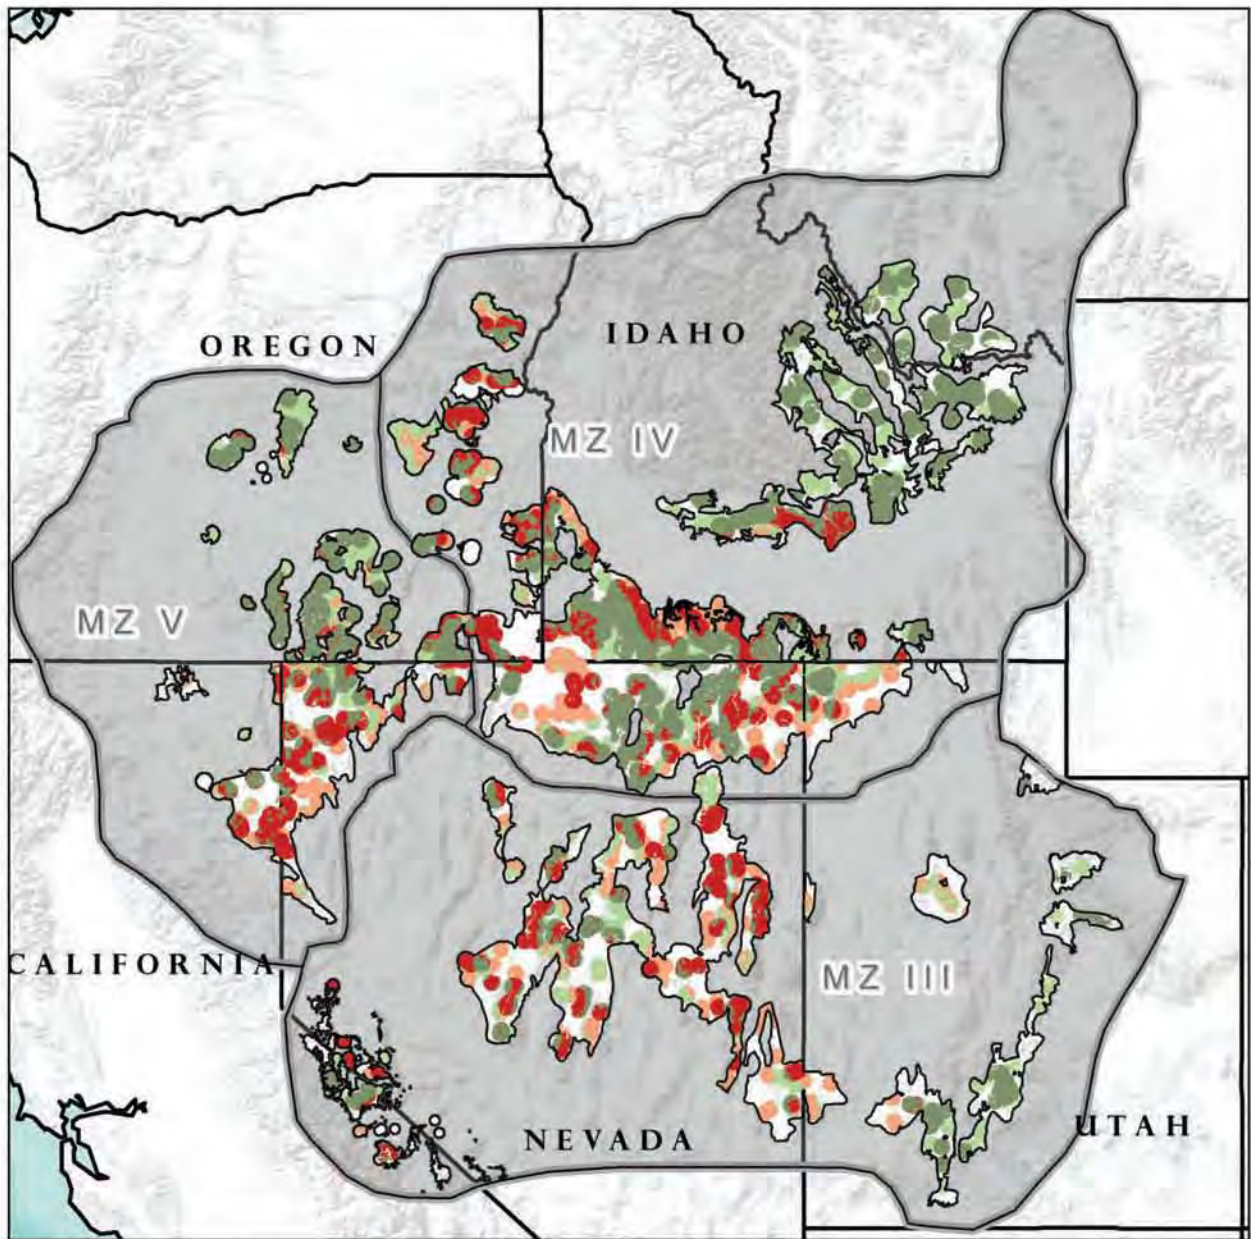 OREGON
IDAHO
MZ IV
MZ V
CALIFORNIA
MZ III
NEVADA
UTAH